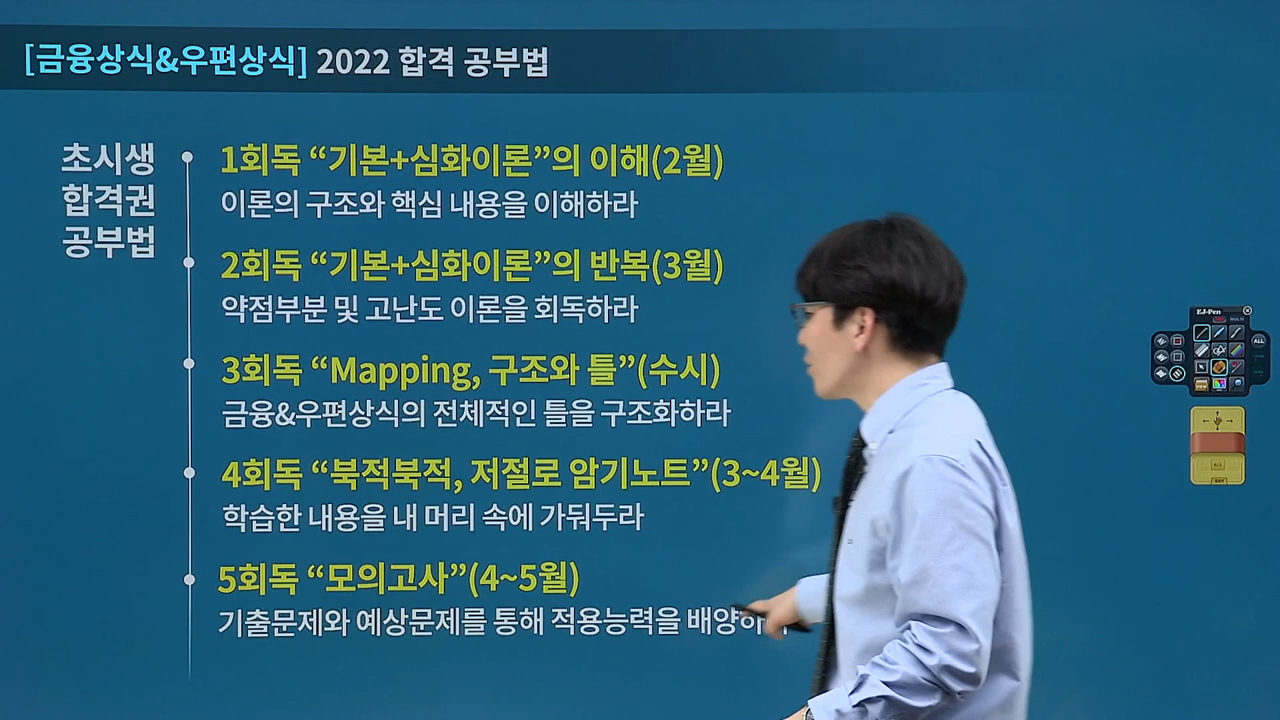 [금융상식&우편상식] 2022 합격 공부법
초시생
합격권
공부법
1회독 “기본+심화이론”의 이해(2월)
이론의 구조와 핵심 내용을 이해하라
2회독 “기본+심화이론”의 반복(3월)
약점부분 및 고난도 이론을 회독하라
3회독 “Mapping, 구조와 틀”(수시)
금융&우편상식의 전체적인 틀을 구조화하라
4회독 “북적북적, 저절로 암기노트”(3~4월)
학습한 내용을 내 머리 속에 가둬두라
5회독 “모의고사”(4~5월)
기출문제와 예상문제를 통해 적용능력을
EJ-Pen
ALL
ALL
EXIT